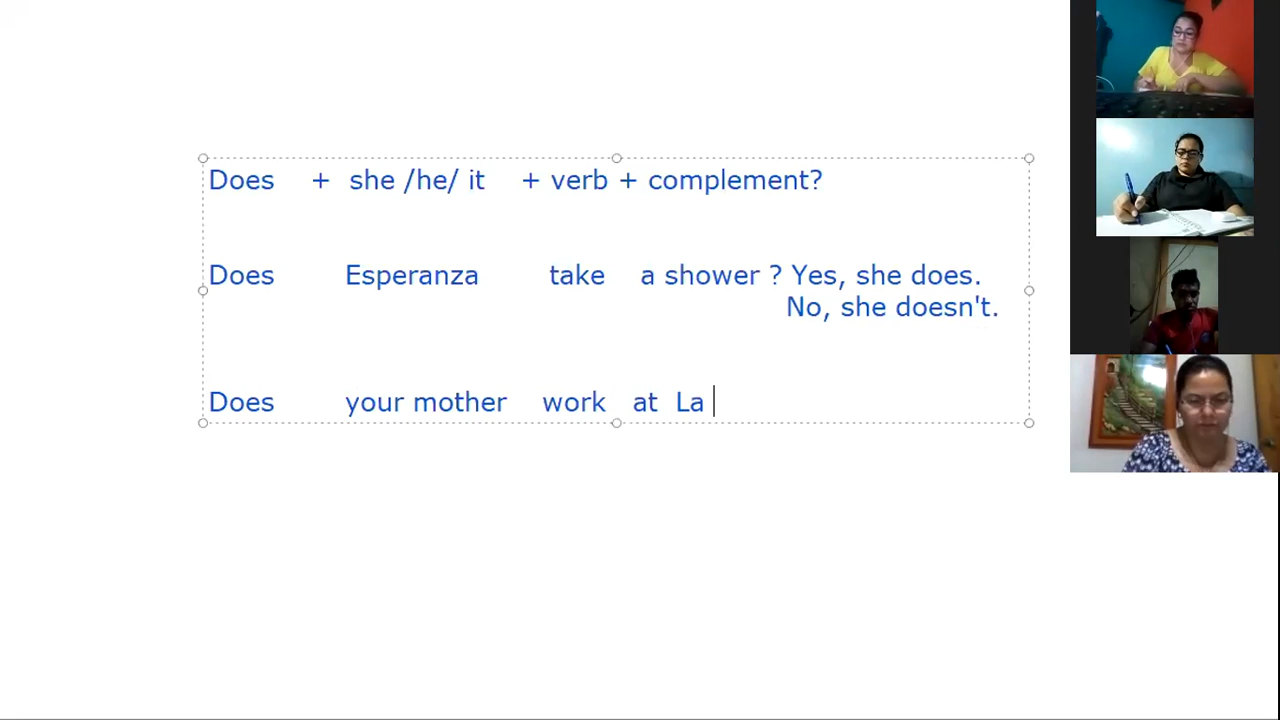 Does + she /he/ it + verb + complement?
Does Esperanza take a shower ? Yes, she does.
No, she doesn't.
Does your mother work at La